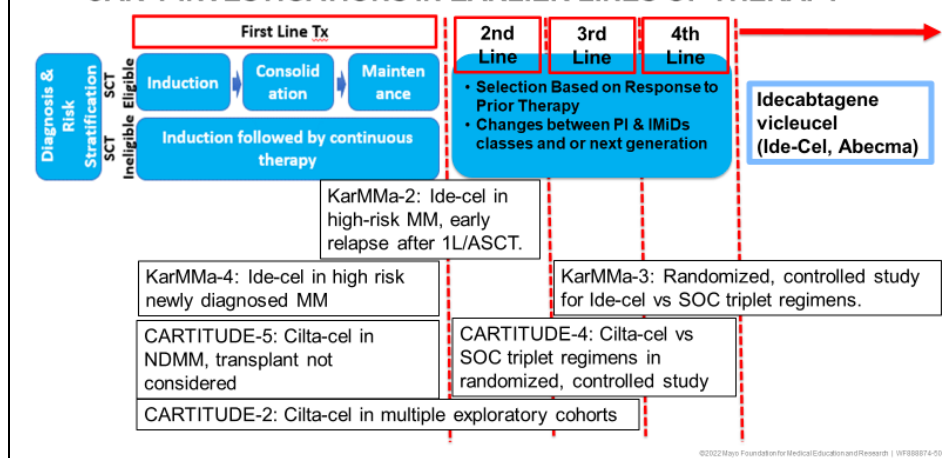 First Line Tx
2nd
Line
3rd
Line
4th
Line
Diagnosis &
Risk
Stratification
SCT
Eligible
SCT
Ineligible
Induction
Consolid
ation
Mainten
ance
Induction followed by continuous
therapy
• Selection Based on Response to
Prior Therapy
• Changes between PI & IMiDs
classes and or next generation
Idecabtagene
vicleucel
(Ide-Cel, Abecma)
KarMMa-2: Ide-cel in
high-risk MM, early
relapse after 1L/ASCT.
KarMMa-4: Ide-cel in high risk
newly diagnosed MM
KarMMa-3: Randomized, controlled study
for Ide-cel vs SOC triplet regimens.
CARTITUDE-5: Cilta-cel in
NDMM, transplant not
considered
CARTITUDE-4: Cilta-cel vs
SOC triplet regimens in
randomized, controlled study
CARTITUDE-2: Cilta-cel in multiple exploratory cohorts
©2022 Mayo Foundation for Medical Education and Research | WF888874-50